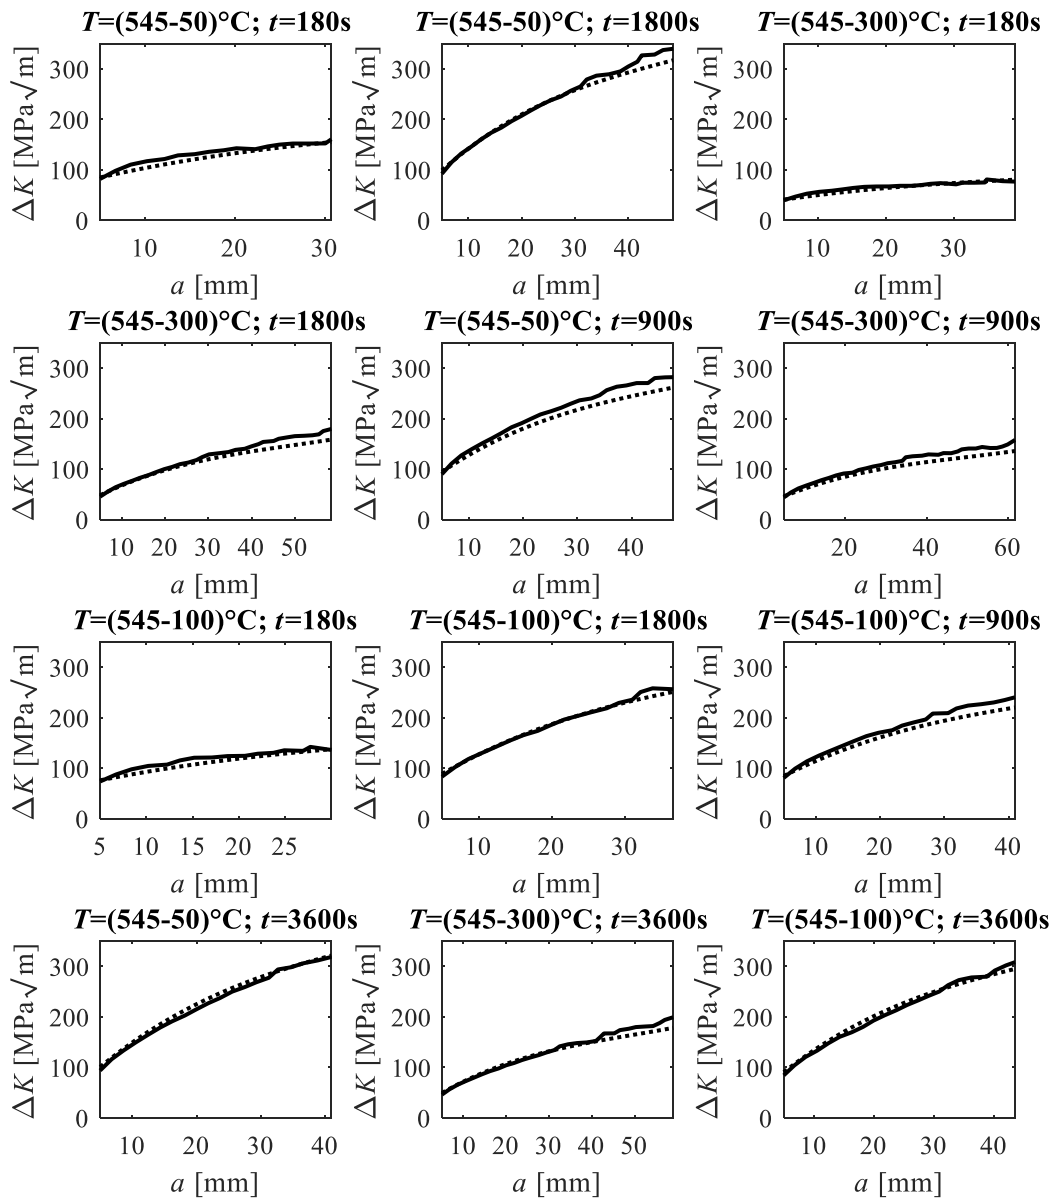 T=(545-50)°C; t=180s
T=(545-50)°C; t=1800s
T=(545-300)°C; t=180s
ΔK [MPa√m]
300
200
100
0
10 20 30
a [mm]
ΔK [MPa√m]
300
200
100
0
10 20 30 40
a [mm]
ΔK [MPa√m]
300
200
100
0
10 20 30
a [mm]
T=(545-300)°C; t=1800s
T=(545-50)°C; t=900s
T=(545-300)°C; t=900s
ΔK [MPa√m]
300
200
100
0
10 20 30 40 50
a [mm]
ΔK [MPa√m]
300
200
100
0
10 20 30 40
a [mm]
ΔK [MPa√m]
300
200
100
0
20 40 60
a [mm]
T=(545-100)°C; t=180s
T=(545-100)°C; t=1800s
T=(545-100)°C; t=900s
ΔK [MPa√m]
300
200
100
0
5 10 15 20 25
a [mm]
ΔK [MPa√m]
300
200
100
0
10 20 30
a [mm]
ΔK [MPa√m]
300
200
100
0
10 20 30 40
a [mm]
T=(545-50)°C; t=3600s
T=(545-300)°C; t=3600s
T=(545-100)°C; t=3600s
ΔK [MPa√m]
300
200
100
0
10 20 30 40
a [mm]
ΔK [MPa√m]
300
200
100
0
10 20 30 40 50
a [mm]
ΔK [MPa√m]
300
200
100
0
10 20 30 40
a [mm]